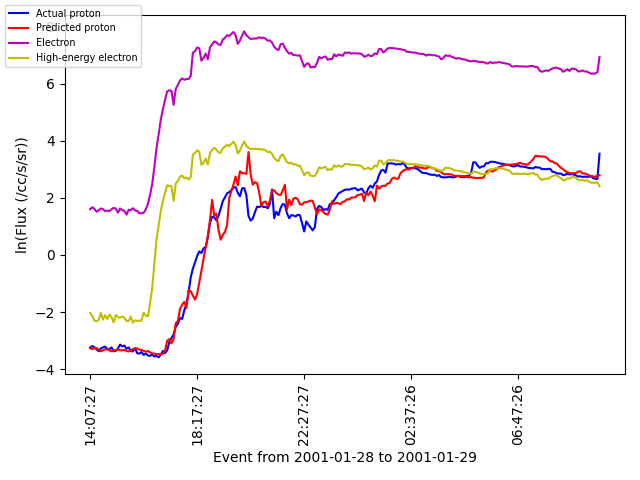 Actual proton
Predicted proton
Electron
High-energy electron
ln(Flux (/cc/s/sr))
6
4
2
0
−2
−4
14:07:27
18:17:27
22:27:27
02:37:26
06:47:26
Event from 2001-01-28 to 2001-01-29